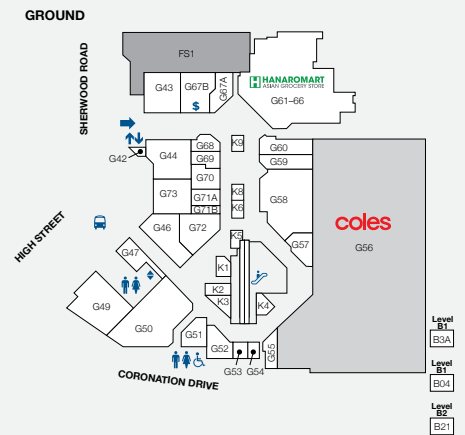 GROUND
SHERWOOD ROAD
FS1
G43
G67B
$
G67A
HANAROMART
ASIAN GROCERY STORE
G61-66
G42
G44
G68
G69
G70
G71A
G71B
G73
G46
G72
K9
K8
K6
K5
G60
G59
G58
G57
coles
G56
HIGH STREET
G47
G49
G50
K1
K2
K3
K4
G51
G52
G53
G54
G55
CORONATION DRIVE
Level
B1
B3A
Level
B1
B04
Level
B2
B21